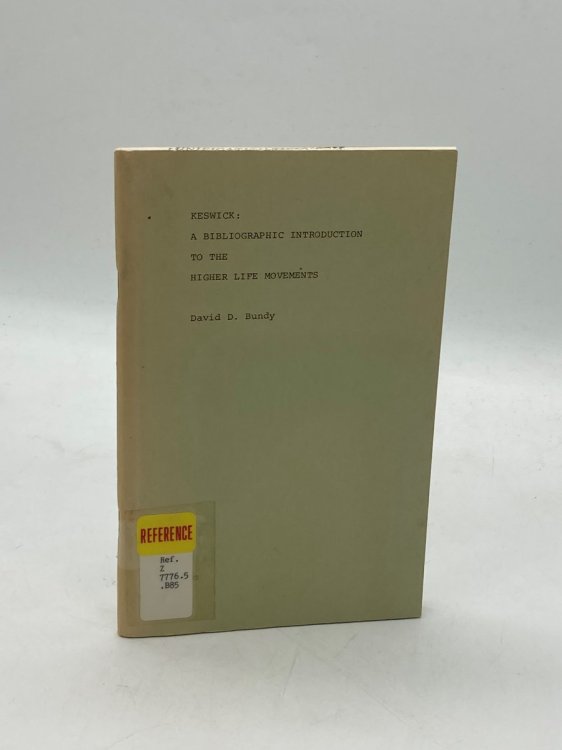 KESWICK:
A BIBLIOGRAPHIC INTRODUCTION
TO THE
HIGHER LIFE MOVEMENTS
David D. Bundy
REFERENCE
Ref.
Z
7776.5
.B85